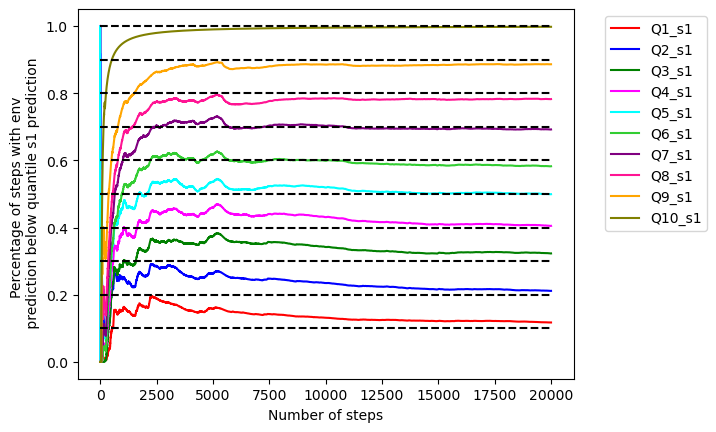 1.0
0.8
0.6
0.4
0.2
0.0
Percentage of steps with env
prediction below quantile s1 prediction
0 2500 5000 7500 10000 12500 15000 17500 20000
Number of steps
Q1_s1
Q2_s1
Q3_s1
Q4_s1
Q5_s1
Q6_s1
Q7_s1
Q8_s1
Q9_s1
Q10_s1